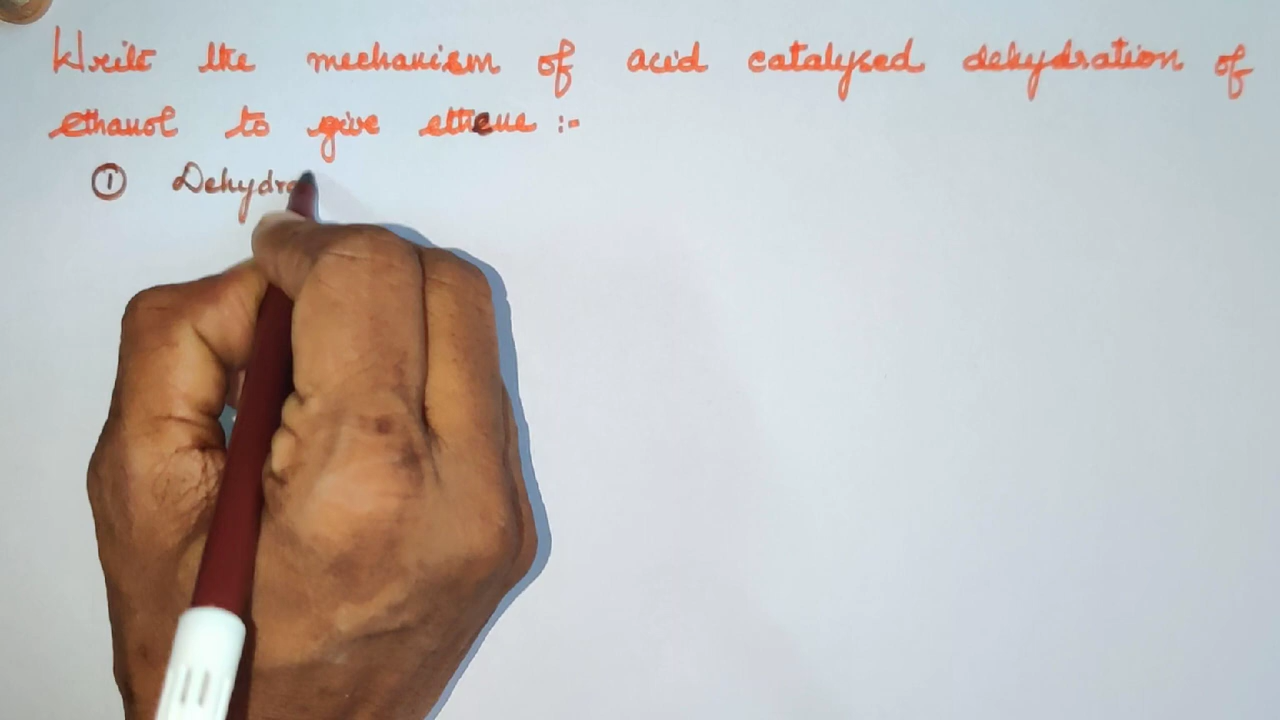 Write the mechanism of acid catalysed dehydration of
ethanol to give ethene :-
① Dehydra